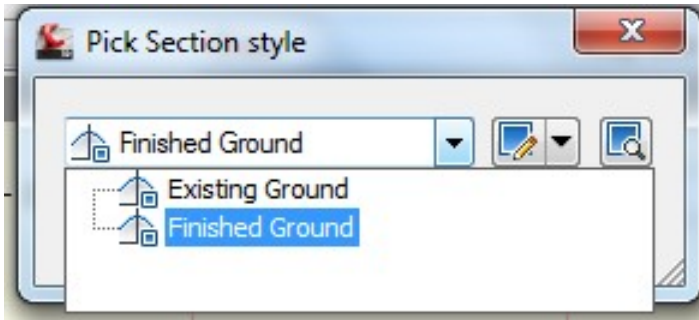 Pick Section style
Finished Ground
Existing Ground
Finished Ground